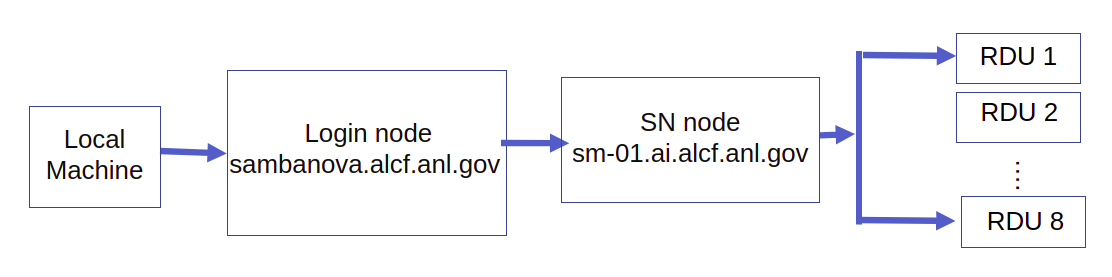 Local
Machine
Login node
sambanova.alcf.anl.gov
SN node
sm-01.ai.alcf.anl.gov
RDU 1
RDU 2
RDU 8